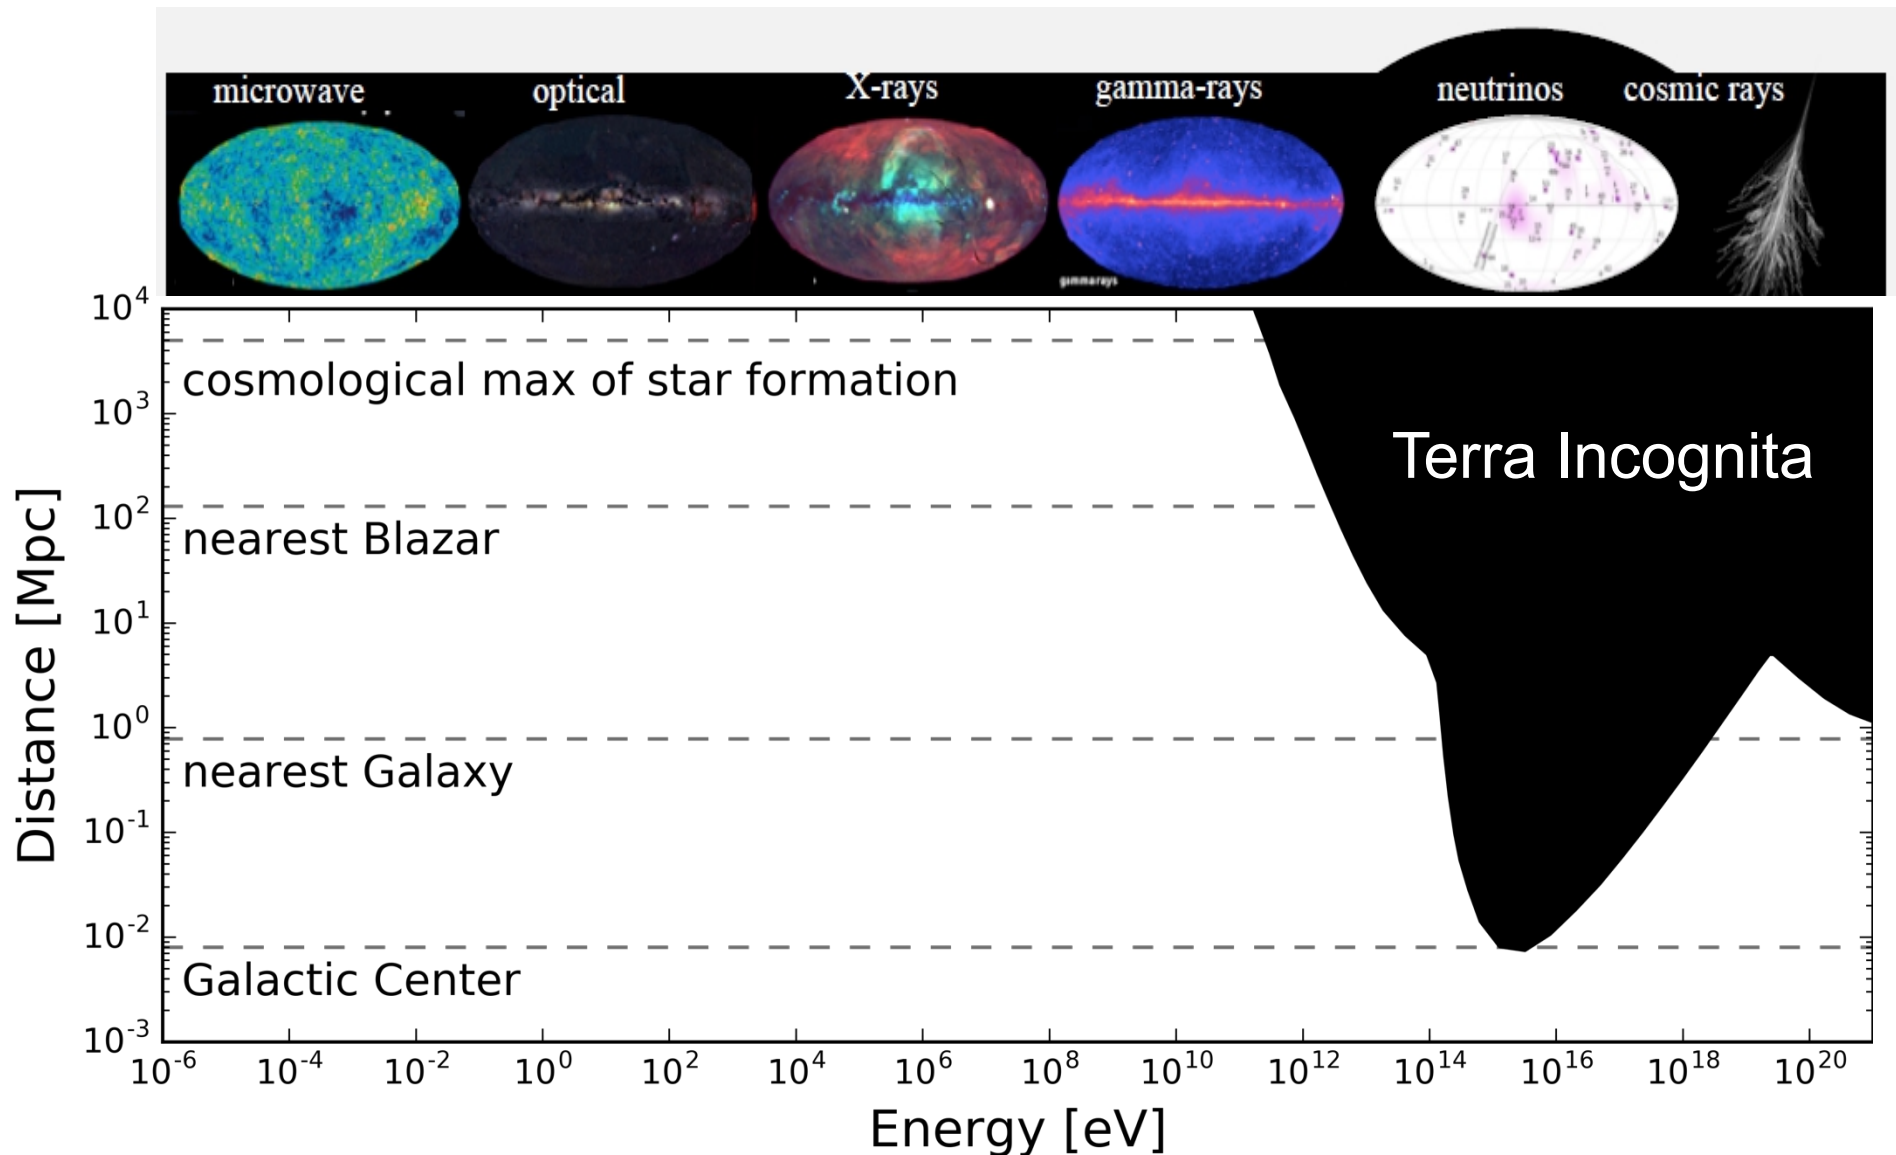 microwave optical X-rays gamma-rays neutrinos cosmic rays
gammarays
10^4
cosmological max of star formation
10^3
Terra Incognita
10^2
nearest Blazar
10^1
10^0
nearest Galaxy
10^-1
10^-2
Galactic Center
10^-3
Distance [Mpc]
10^-6 10^-4 10^-2 10^0 10^2 10^4 10^6 10^8 10^10 10^12 10^14 10^16 10^18 10^20
Energy [eV]